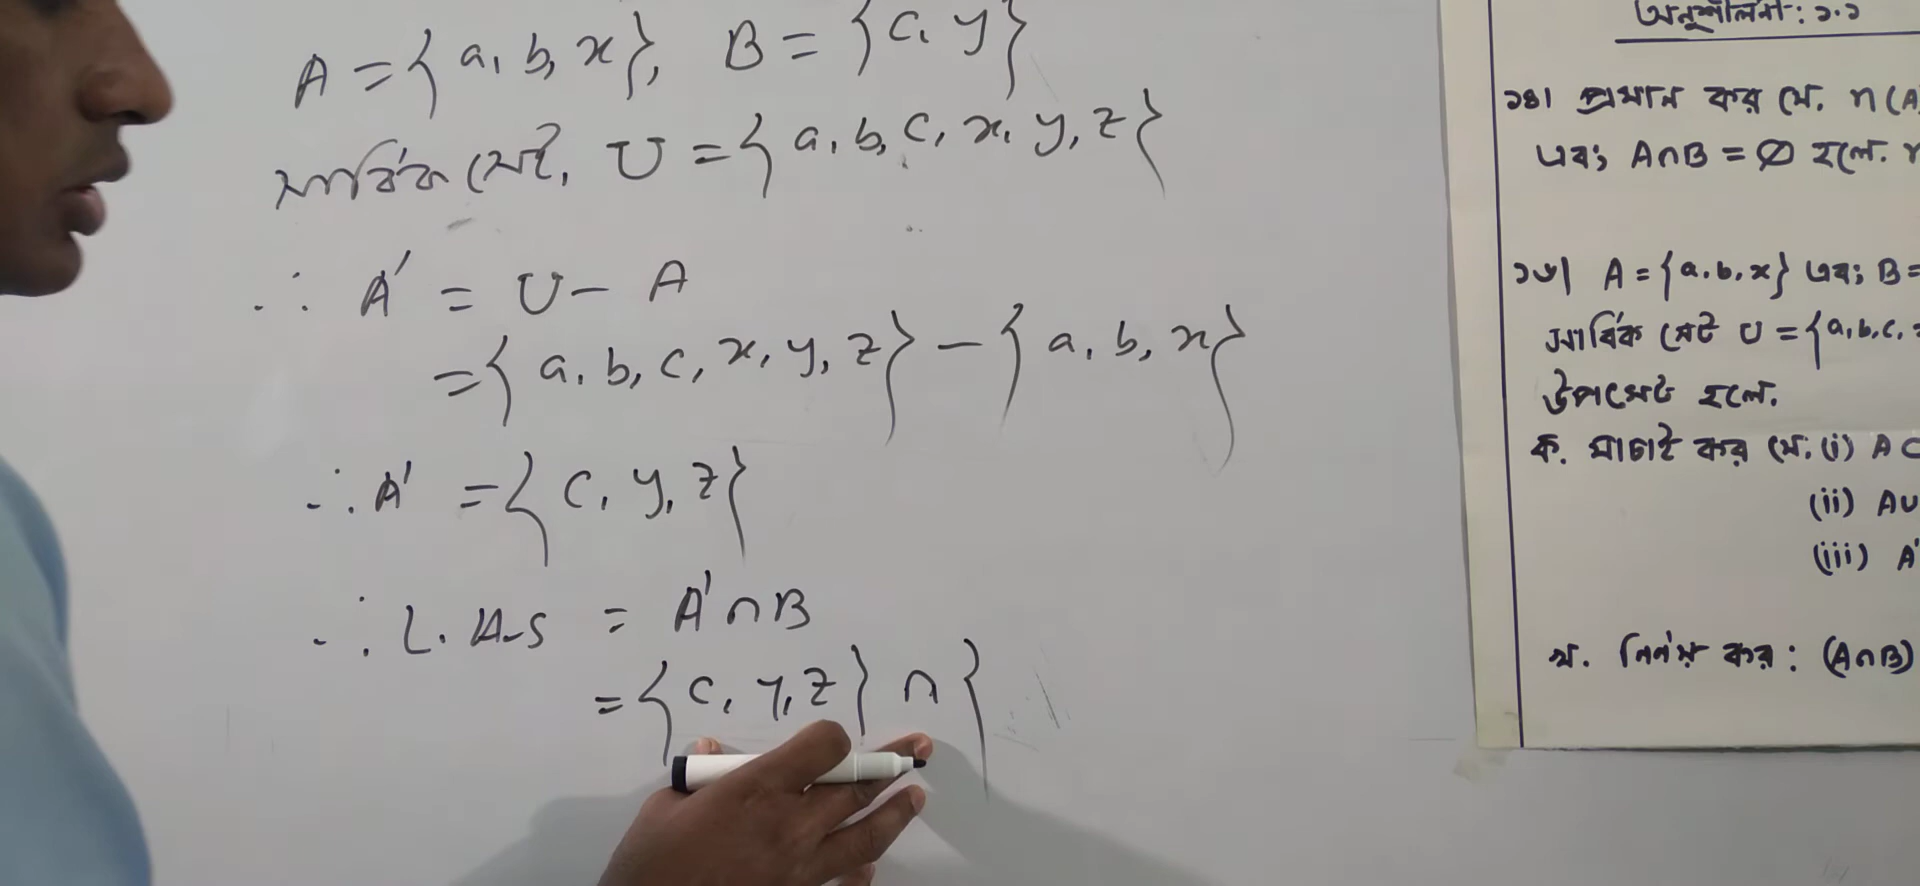 A = {a, b, x}, B = {c, y}
সার্বিক সেট, U = {a, b, c, x, y, z}
∴ A' = U - A
= {a, b, c, x, y, z} - {a, b, x}
∴ A' = {c, y, z}
∴ L.H.S = A'∩B
= {c, y, z} ∩ {
অনুশীলনী: ১.১
১৪। প্রমান কর যে, n(A
এবং A∩B = ∅ হলে,
১৬। A = {a, b, x} এবং B =
সার্বিক সেট U = {a, b, c,
উপসেট হলে,
ক. যাচাই কর যে, (i) A ⊂
(ii) A∪
(iii) A'
খ. নির্ণয় কর: (A∩B)